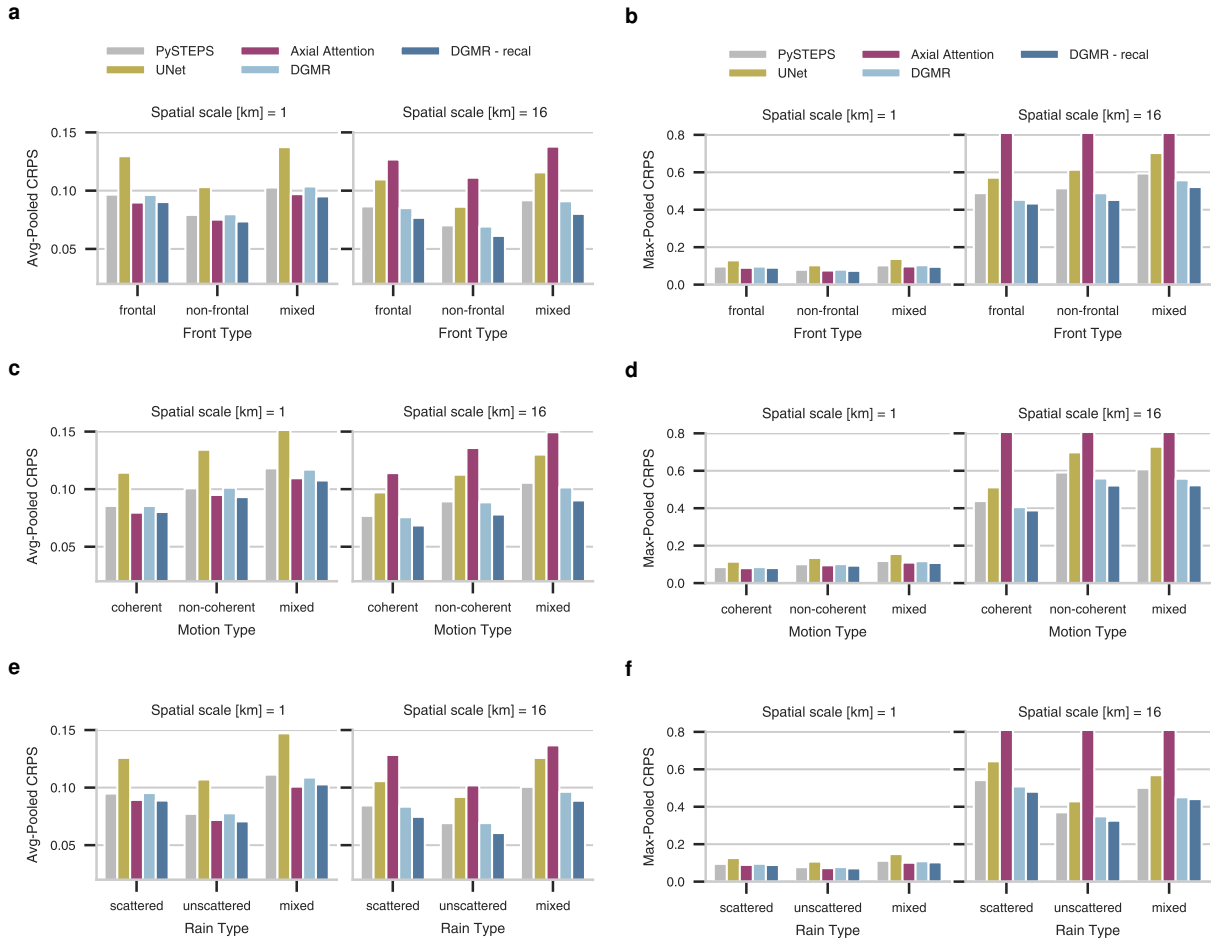 a
PySTEPS
Axial Attention
DGMR - recal
UNet
DGMR
Spatial scale [km] = 1
Spatial scale [km] = 16
0.15
0.10
0.05
Avg-Pooled CRPS
frontal
non-frontal
mixed
frontal
non-frontal
mixed
Front Type
Front Type
b
PySTEPS
Axial Attention
DGMR - recal
UNet
DGMR
Spatial scale [km] = 1
Spatial scale [km] = 16
0.8
0.6
0.4
0.2
0.0
Max-Pooled CRPS
frontal
non-frontal
mixed
frontal
non-frontal
mixed
Front Type
Front Type
c
Spatial scale [km] = 1
Spatial scale [km] = 16
0.15
0.10
0.05
Avg-Pooled CRPS
coherent
non-coherent
mixed
coherent
non-coherent
mixed
Motion Type
Motion Type
d
Spatial scale [km] = 1
Spatial scale [km] = 16
0.8
0.6
0.4
0.2
0.0
Max-Pooled CRPS
coherent
non-coherent
mixed
coherent
non-coherent
mixed
Motion Type
Motion Type
e
Spatial scale [km] = 1
Spatial scale [km] = 16
0.15
0.10
0.05
Avg-Pooled CRPS
scattered
unscattered
mixed
scattered
unscattered
mixed
Rain Type
Rain Type
f
Spatial scale [km] = 1
Spatial scale [km] = 16
0.8
0.6
0.4
0.2
0.0
Max-Pooled CRPS
scattered
unscattered
mixed
scattered
unscattered
mixed
Rain Type
Rain Type